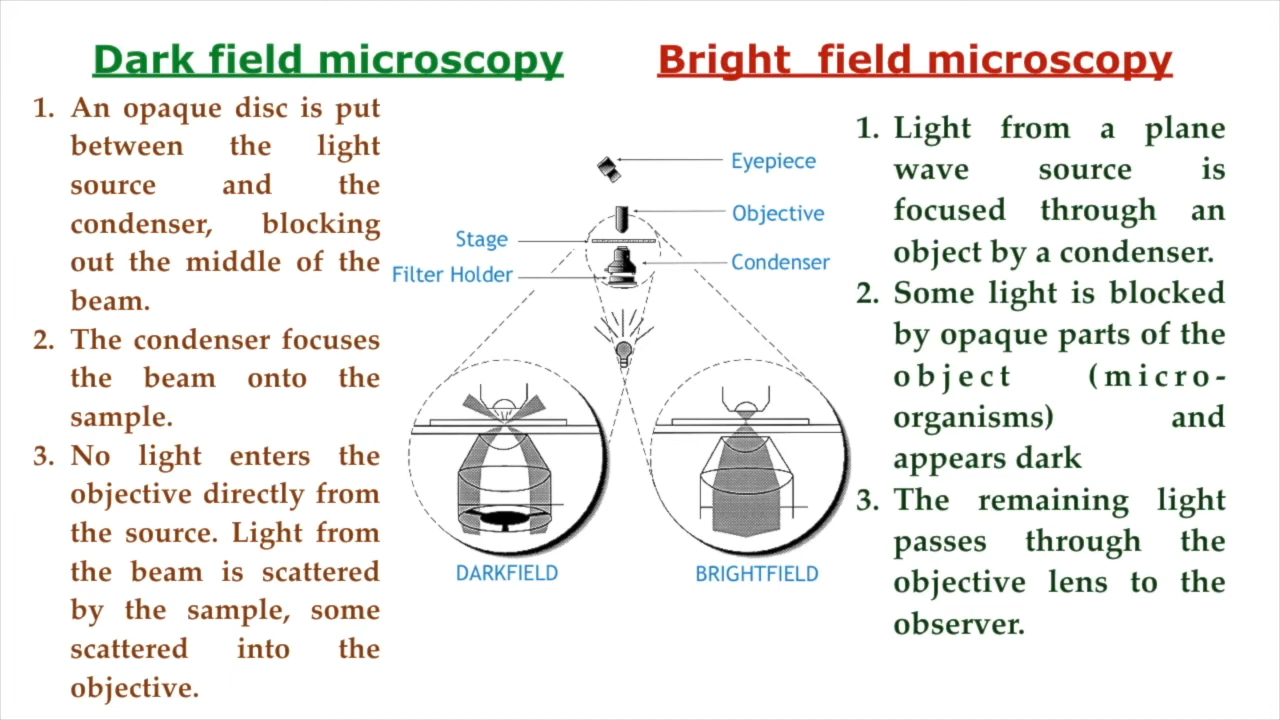 Dark field microscopy
1. An opaque disc is put
between the light
source and the
condenser, blocking
out the middle of the
beam.
2. The condenser focuses
the beam onto the
sample.
3. No light enters the
objective directly from
the source. Light from
the beam is scattered
by the sample, some
scattered into the
objective.
Eyepiece
Objective
Stage
Condenser
Filter Holder
DARKFIELD
BRIGHTFIELD
Bright field microscopy
1. Light from a plane
wave source is
focused through an
object by a condenser.
2. Some light is blocked
by opaque parts of the
object (micro-
organisms) and
appears dark
3. The remaining light
passes through the
objective lens to the
observer.